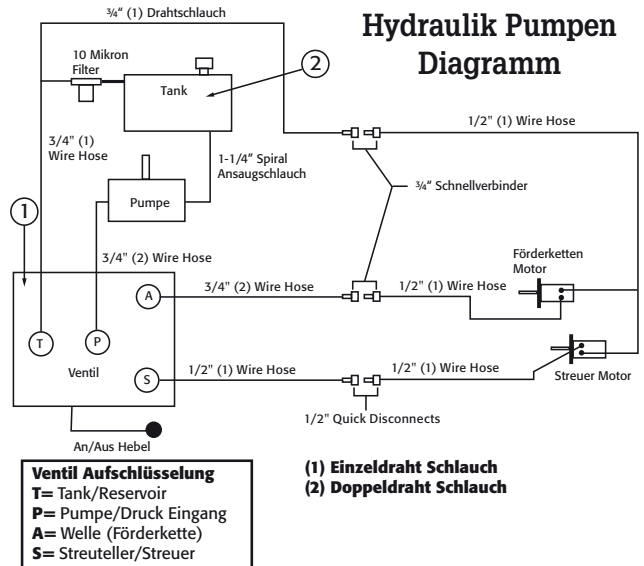 Hydraulik Pumpen
Diagramm
¾“ (1) Drahtschlauch
10 Mikron
Filter
Tank
2
1/2" (1) Wire Hose
3/4" (1)
Wire Hose
1-1/4“ Spiral
Ansaugschlauch
¾“ Schnellverbinder
Pumpe
1
3/4" (2) Wire Hose
Förderketten
Motor
A
3/4" (2) Wire Hose
1/2" (1) Wire Hose
T
P
Ventil
S
1/2" (1) Wire Hose
1/2" (1) Wire Hose
Streuer Motor
1/2" Quick Disconnects
An/Aus Hebel
Ventil Aufschlüsselung
T= Tank/Reservoir
P= Pumpe/Druck Eingang
A= Welle (Förderkette)
S= Streuteller/Streuer
(1) Einzeldraht Schlauch
(2) Doppeldraht Schlauch